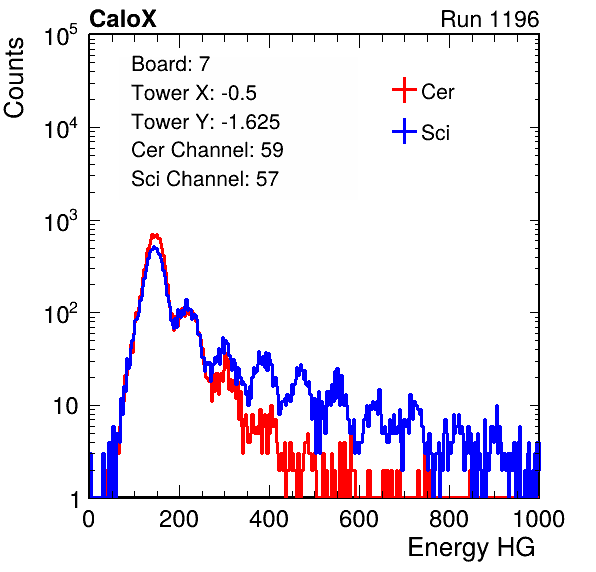 CaloX Run 1196
Counts
Board: 7
Tower X: -0.5
Tower Y: -1.625
Cer Channel: 59
Sci Channel: 57
Cer
Sci
10^5
10^4
10^3
10^2
10
1
0 200 400 600 800 1000
Energy HG